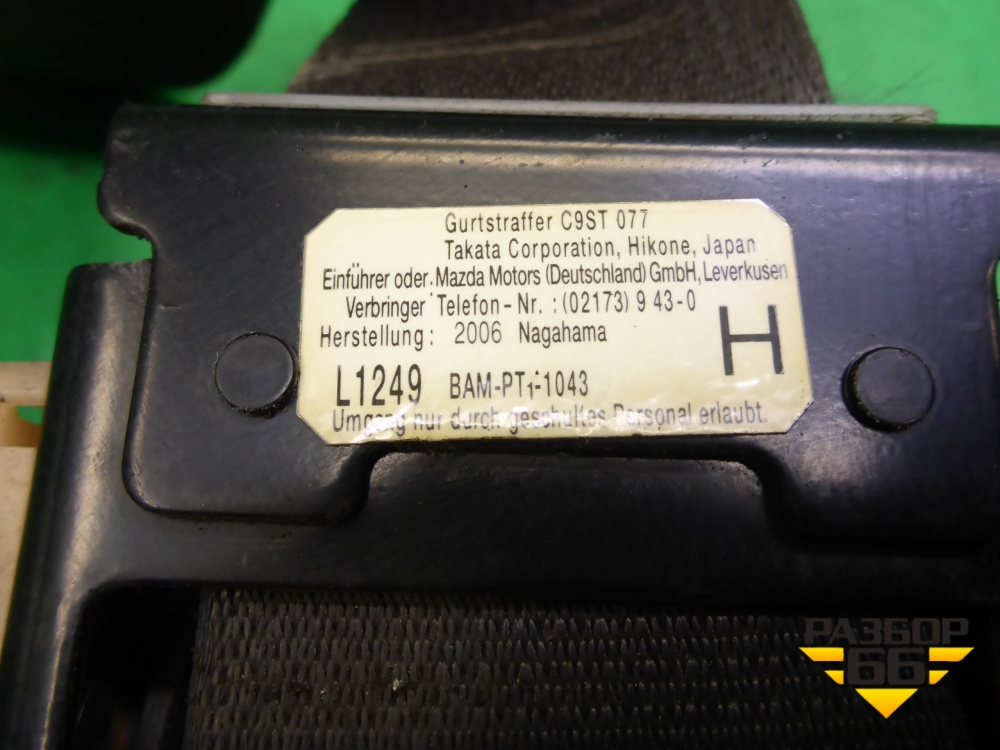 Gurtstraffer C9ST 077
Takata Corporation, Hikone, Japan
Einführer oder Mazda Motors (Deutschland) GmbH, Leverkusen
Verbringer Telefon-Nr. : (02173) 9 43-0
Herstellung: 2006 Nagahama
H
L1249 BAM-PT1-1043
Umgang nur durch geschultes Personal erlaubt.
РАЗБОР
66